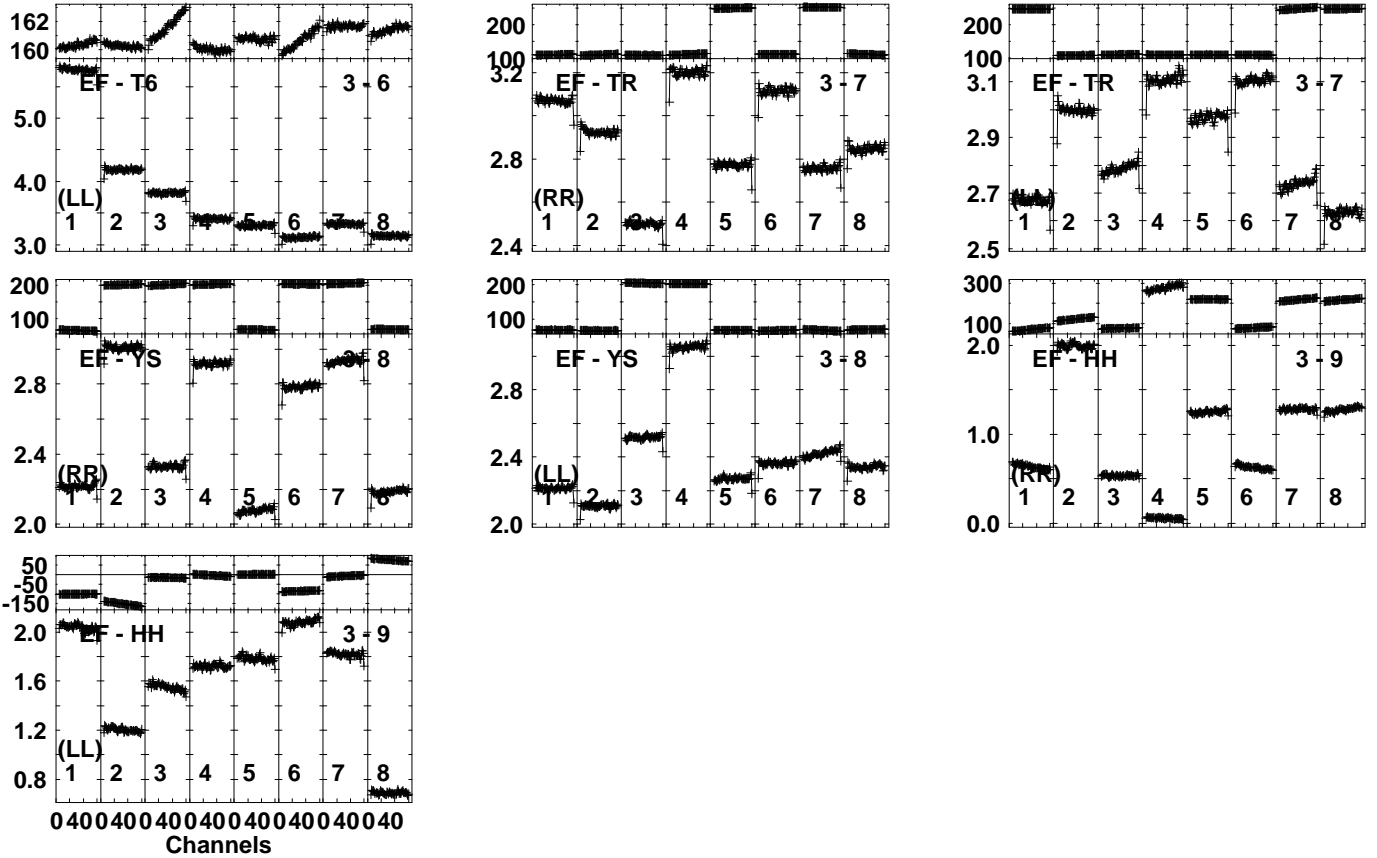 162
160
EF - T6 3 - 6
5.0
4.0
(LL)
1 2 3 4 5 6 7 8
3.0
200
100
3.2
EF - TR 3 - 7
2.8
(RR)
1 2 3 4 5 6 7 8
2.4
200
100
3.1
EF - TR 3 - 7
2.9
2.7
(LL)
1 2 3 4 5 6 7 8
2.5
200
100
EF - YS 3 - 8
2.8
2.4
(RR)
1 2 3 4 5 6 7 8
2.0
200
100
EF - YS 3 - 8
2.8
2.4
(LL)
1 2 3 4 5 6 7 8
2.0
300
100
2.0
EF - HH 3 - 9
1.0
(RR)
1 2 3 4 5 6 7 8
0.0
50
-50
-150
2.0
EF - HH 3 - 9
1.6
1.2
(LL)
1 2 3 4 5 6 7 8
0.8
0 40 0 40 0 40 0 40 0 40 0 40 0 40 0 40
Channels